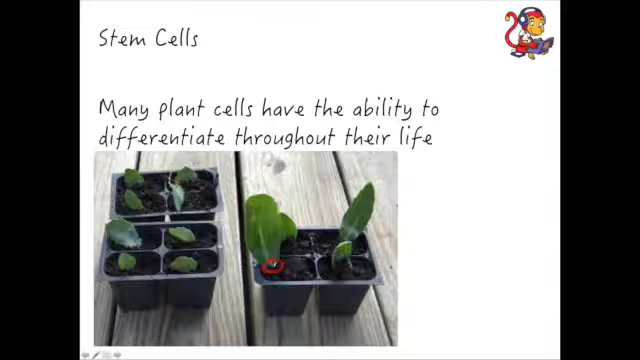 Stem Cells
Many plant cells have the ability to
differentiate throughout their life